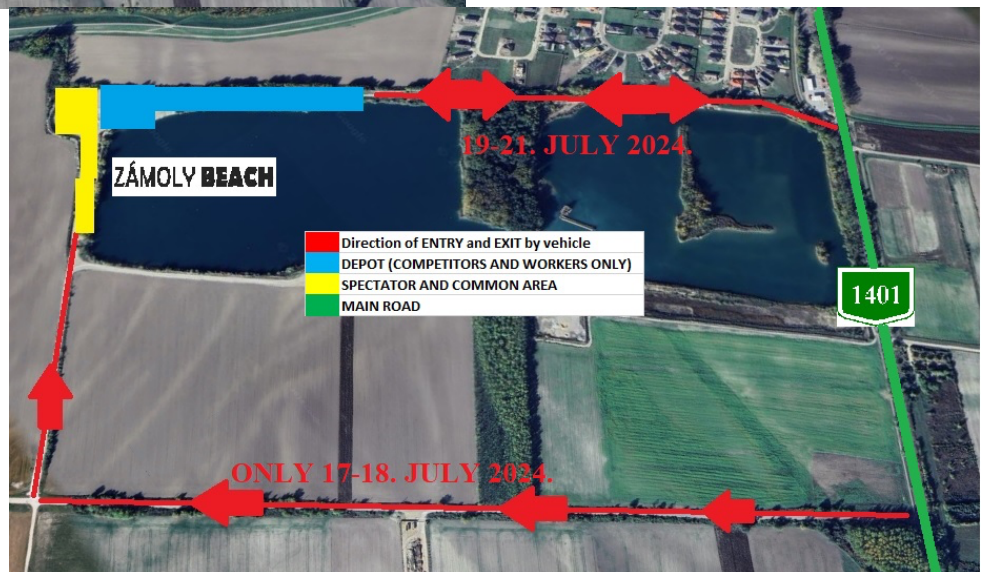 19-21. JULY 2024.
ZÁMOLY BEACH
Direction of ENTRY and EXIT by vehicle
DEPOT (COMPETITORS AND WORKERS ONLY)
SPECTATOR AND COMMON AREA
MAIN ROAD
1401
ONLY 17-18. JULY 2024.